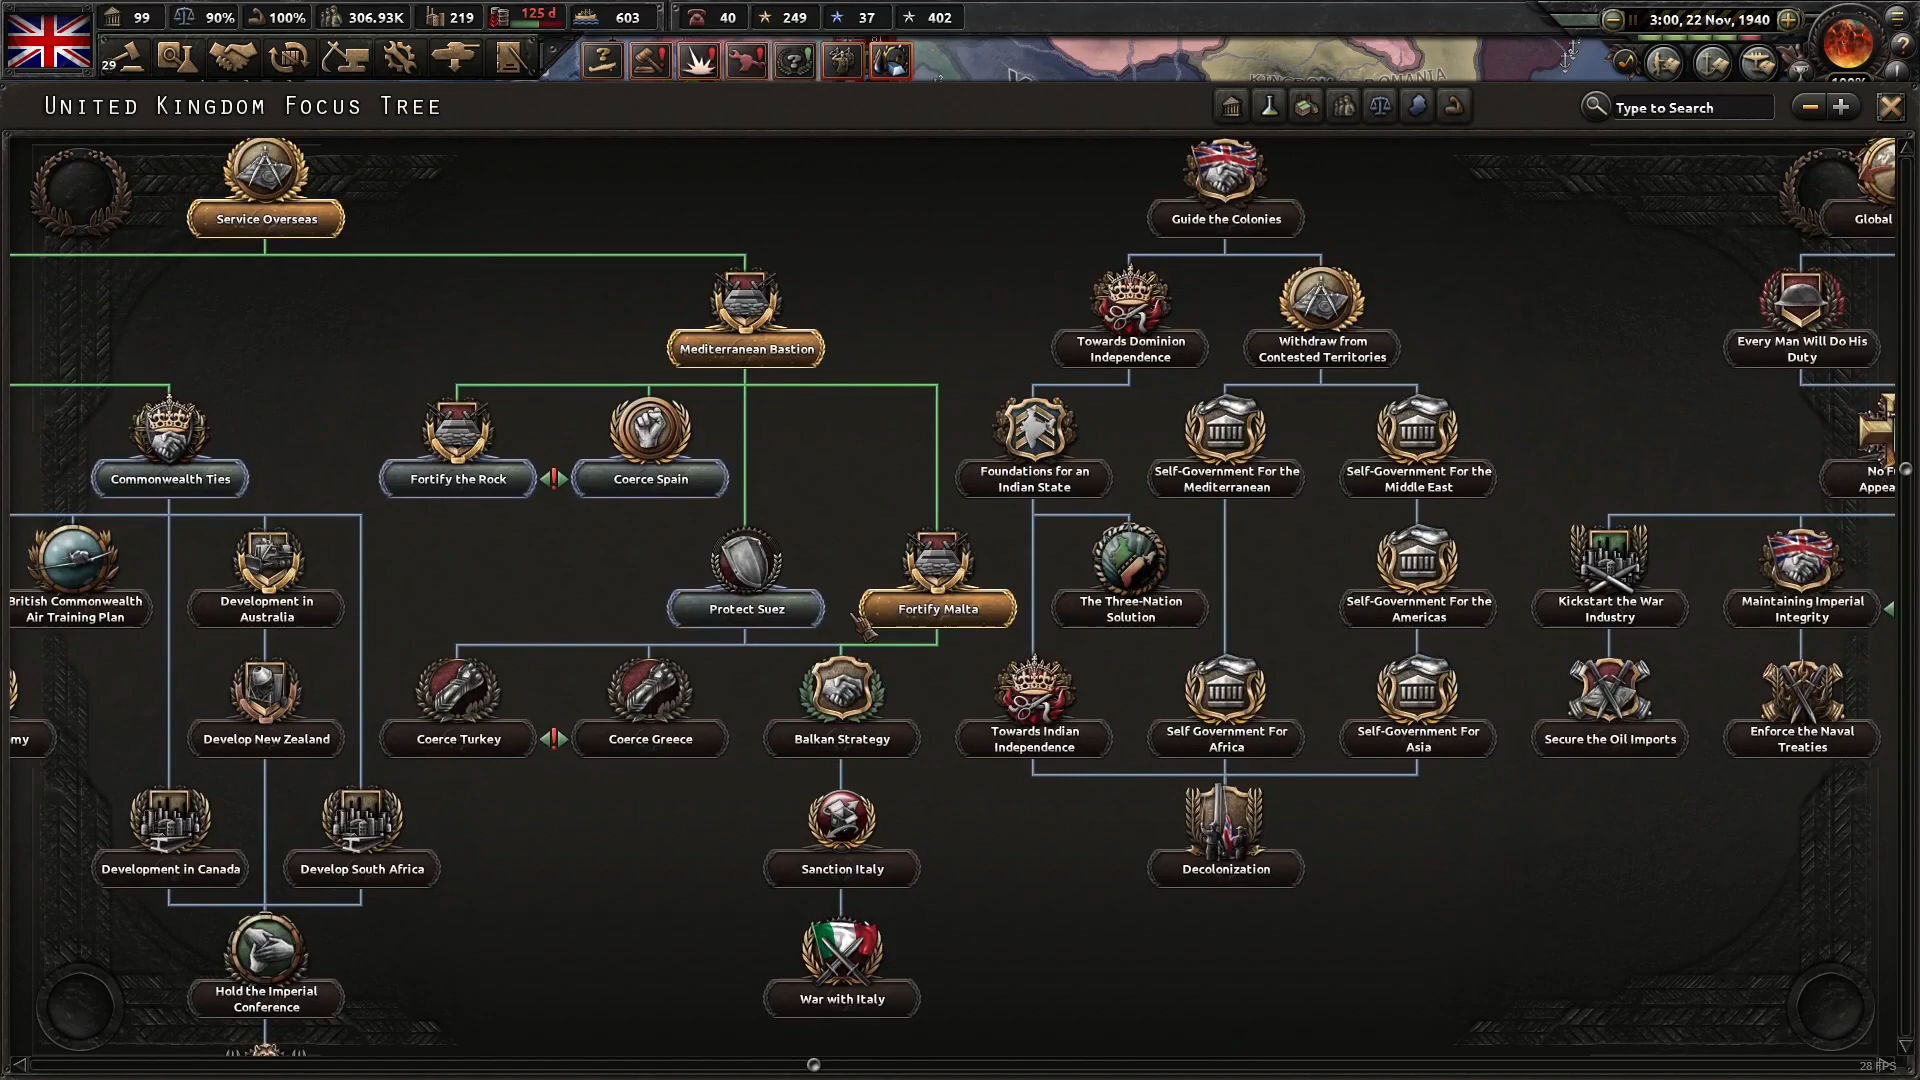 99
90%
100%
306.93K
219
125 d
603
40
249
37
402
3:00, 22 Nov, 1940
29
KINGDOM OF ROMANIA
100%
United Kingdom Focus Tree
Type to Search
Service Overseas
Guide the Colonies
Global
Mediterranean Bastion
Towards Dominion
Independence
Withdraw from
Contested Territories
Every Man Will Do His
Duty
Commonwealth Ties
Fortify the Rock
Coerce Spain
Foundations for an
Indian State
Self-Government For the
Mediterranean
Self-Government For the
Middle East
Appea
British Commonwealth
Air Training Plan
Development in
Australia
Protect Suez
Fortify Malta
The Three-Nation
Solution
Self-Government For the
Americas
Kickstart the War
Industry
Maintaining Imperial
Integrity
my
Develop New Zealand
Coerce Turkey
Coerce Greece
Balkan Strategy
Towards Indian
Independence
Self Government For
Africa
Self-Government For
Asia
Secure the Oil Imports
Enforce the Naval
Treaties
Development in Canada
Develop South Africa
Sanction Italy
Decolonization
Hold the Imperial
Conference
War with Italy
28 FPS